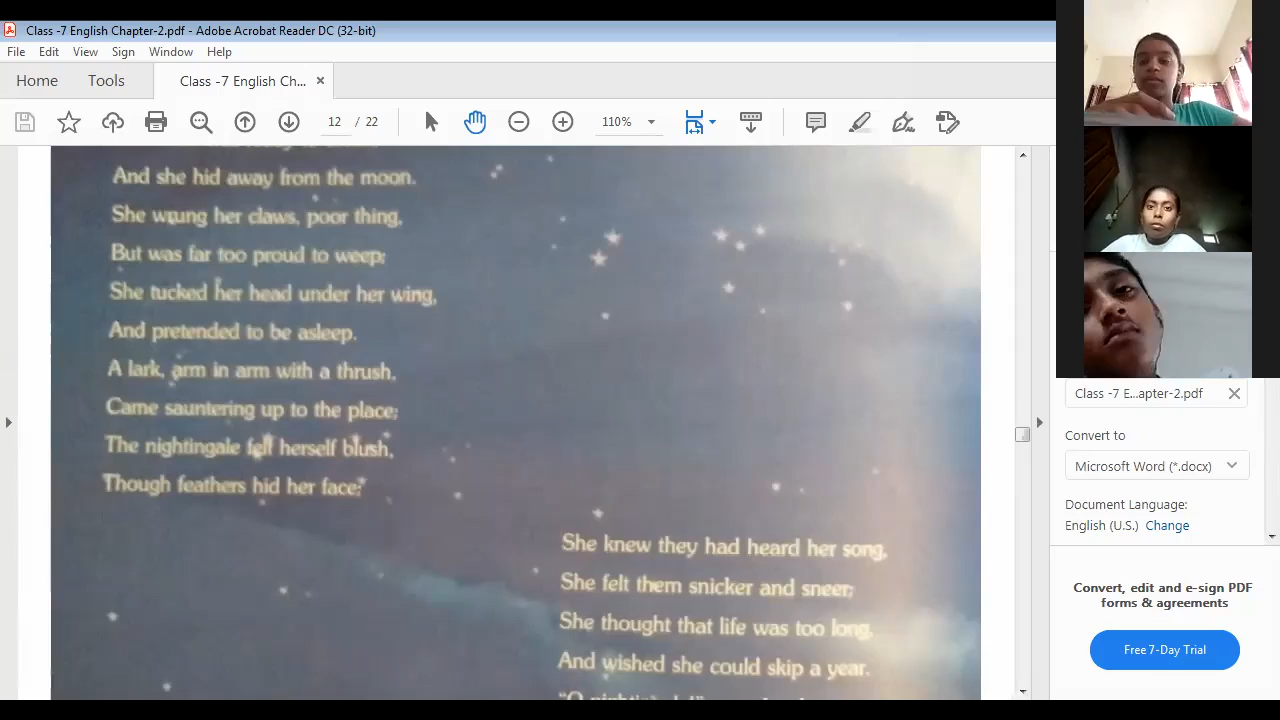 Class -7 English Chapter-2.pdf - Adobe Acrobat Reader DC (32-bit)
File Edit View Sign Window Help
Home Tools Class -7 English Ch... ×
12 / 22 110%
And she hid away from the moon.
She wrung her claws, poor thing,
But was far too proud to weep;
She tucked her head under her wing,
And pretended to be asleep.
A lark, arm in arm with a thrush,
Came sauntering up to the place;
The nightingale felt herself blush,
Though feathers hid her face;
She knew they had heard her song,
She felt them snicker and sneer;
She thought that life was too long,
And wished she could skip a year.
Class -7 E...apter-2.pdf
Convert to
Microsoft Word (*.docx)
Document Language:
English (U.S.) Change
Convert, edit and e-sign PDF
forms & agreements
Free 7-Day Trial